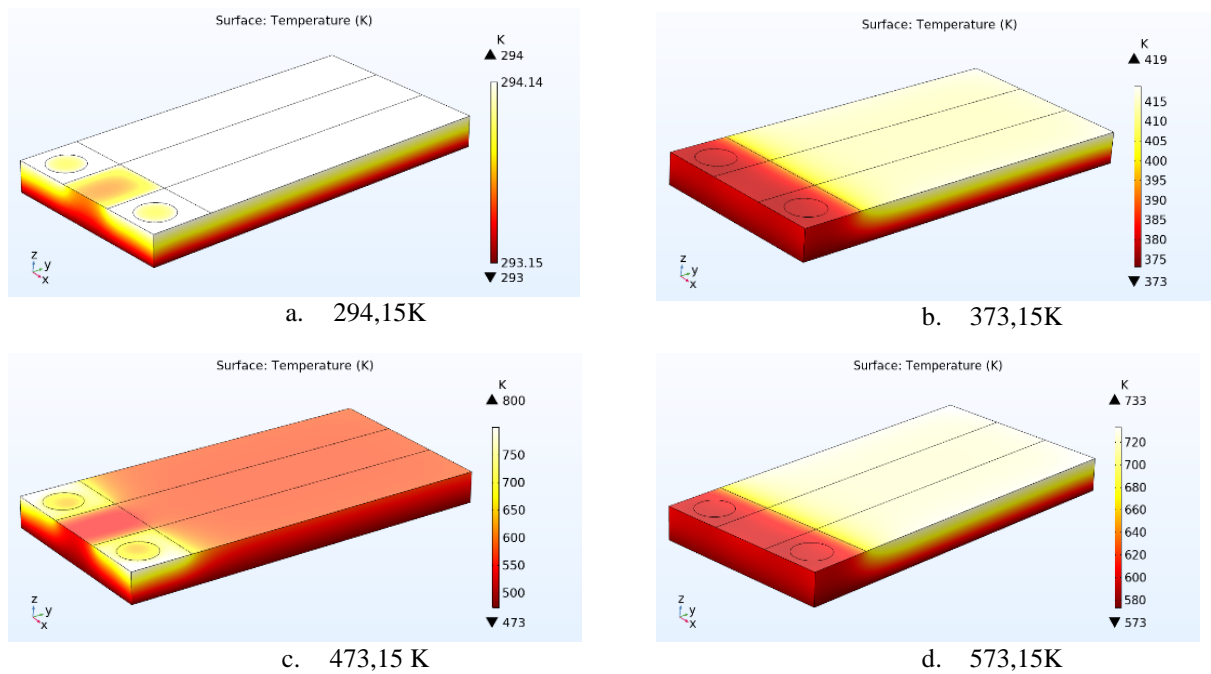 Surface: Temperature (K)
K
▲ 294
294.14
293.15
▼ 293
z
y
x
a. 294,15K
Surface: Temperature (K)
K
▲ 419
415
410
405
400
395
390
385
380
375
▼ 373
z
y
x
b. 373,15K
Surface: Temperature (K)
K
▲ 800
750
700
650
600
550
500
▼ 473
z
y
x
c. 473,15 K
Surface: Temperature (K)
K
▲ 733
720
700
680
660
640
620
600
580
▼ 573
z
y
x
d. 573,15K